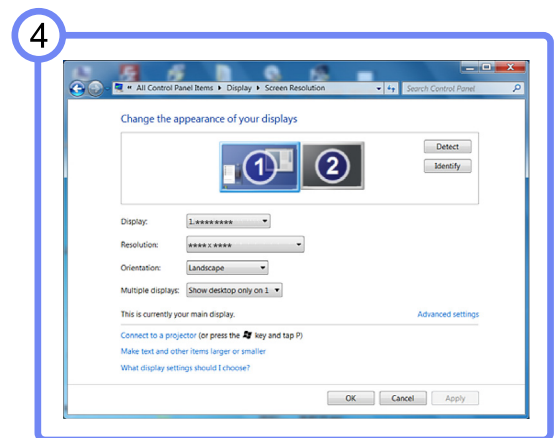 4
« All Control Panel Items ▸ Display ▸ Screen Resolution Search Control Panel
Change the appearance of your displays
1 2 Detect
Identify
Display: 1.********
Resolution: **** x ****
Orientation: Landscape
Multiple displays: Show desktop only on 1
This is currently your main display. Advanced settings
Connect to a projector (or press the key and tap P)
Make text and other items larger or smaller
What display settings should I choose?
OK Cancel Apply